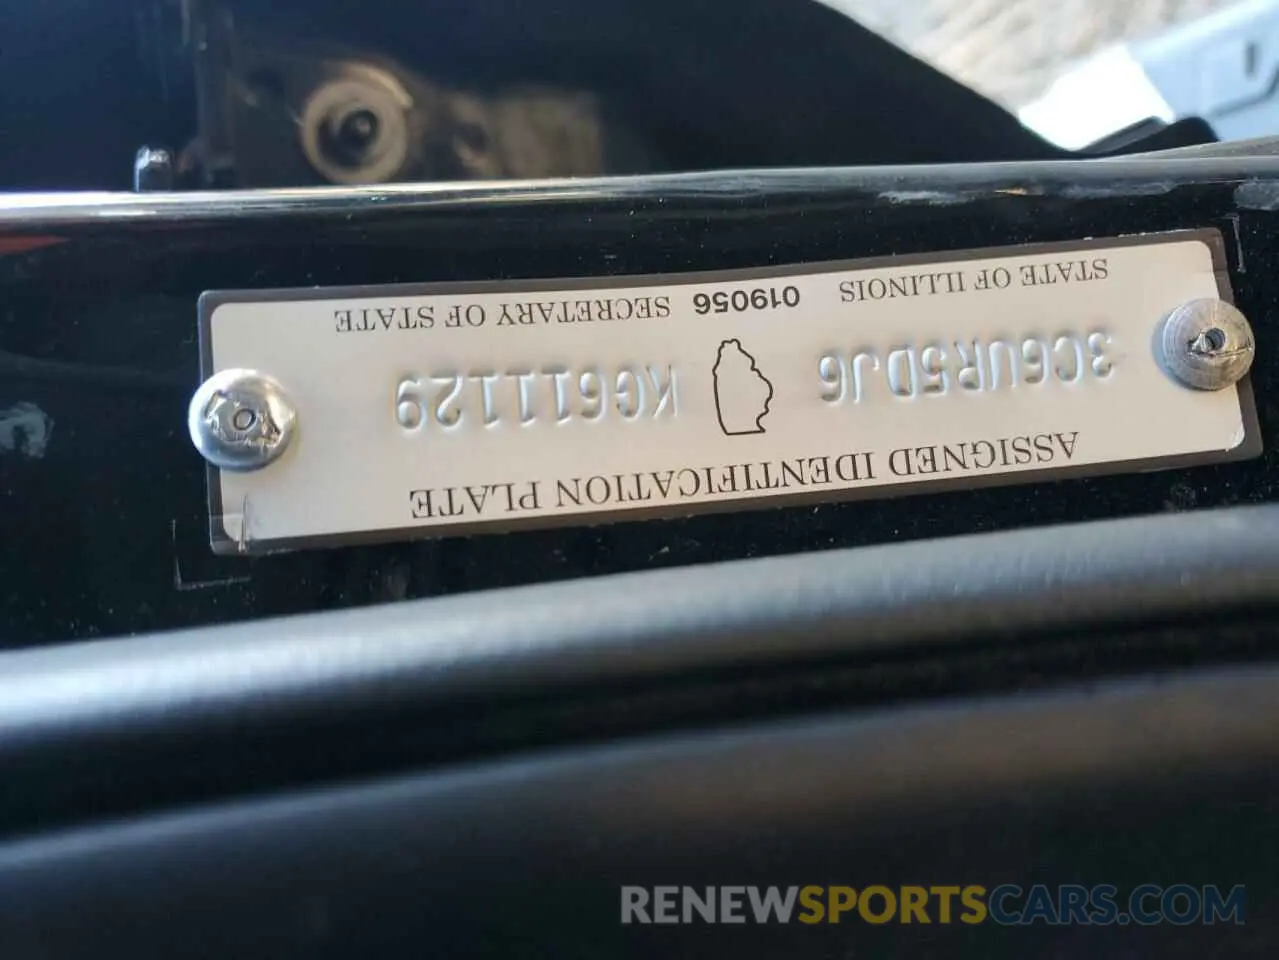 ASSIGNED IDENTIFICATION PLATE
3C6UR5DJ6 KG611129
STATE OF ILLINOIS 019056 SECRETARY OF STATE
RENEWSPORTSCARS.COM